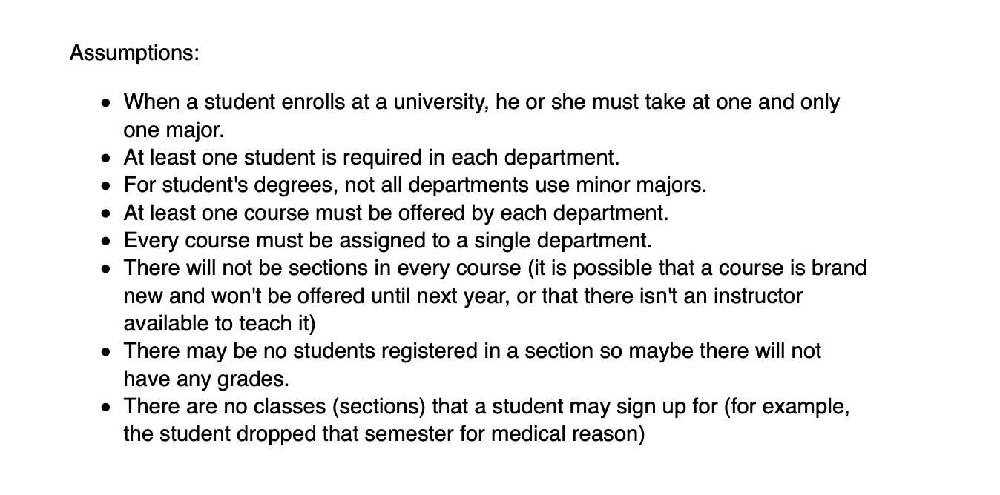 Assumptions:
● When a student enrolls at a university, he or she must take at one and only
one major.
● At least one student is required in each department.
● For student's degrees, not all departments use minor majors.
● At least one course must be offered by each department.
● Every course must be assigned to a single department.
● There will not be sections in every course (it is possible that a course is brand
new and won't be offered until next year, or that there isn't an instructor
available to teach it)
● There may be no students registered in a section so maybe there will not
have any grades.
● There are no classes (sections) that a student may sign up for (for example,
the student dropped that semester for medical reason)